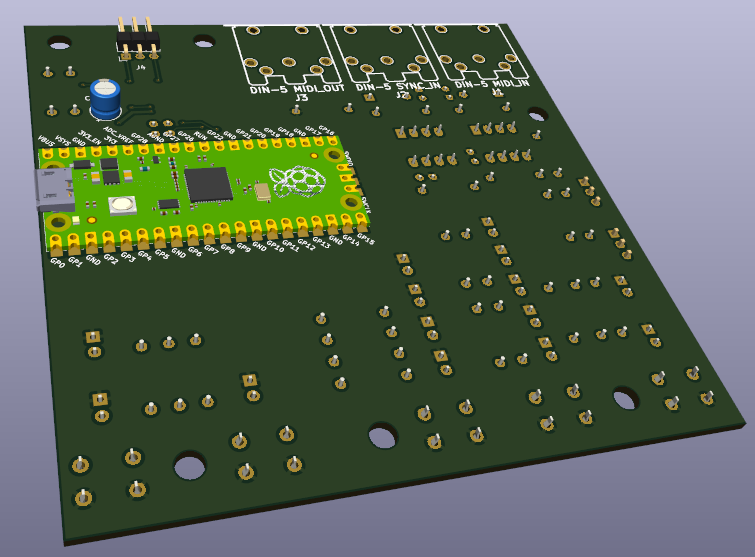 J4
DIN-5 MIDI_OUT
J3
DIN-5 SYNC_IN
J2
DIN-5 MIDI_IN
J1
VBUS
VSYS
GND
3V3_EN
3V3
ADC_VREF
GP28
AGND
GP27
GP26
RUN
GP22
GND
GP21
GP20
GP19
GP18
GND
GP17
GP16
GP0
GP1
GND
GP2
GP3
GP4
GP5
GND
GP6
GP7
GP8
GP9
GND
GP10
GP11
GP12
GP13
GND
GP14
GP15